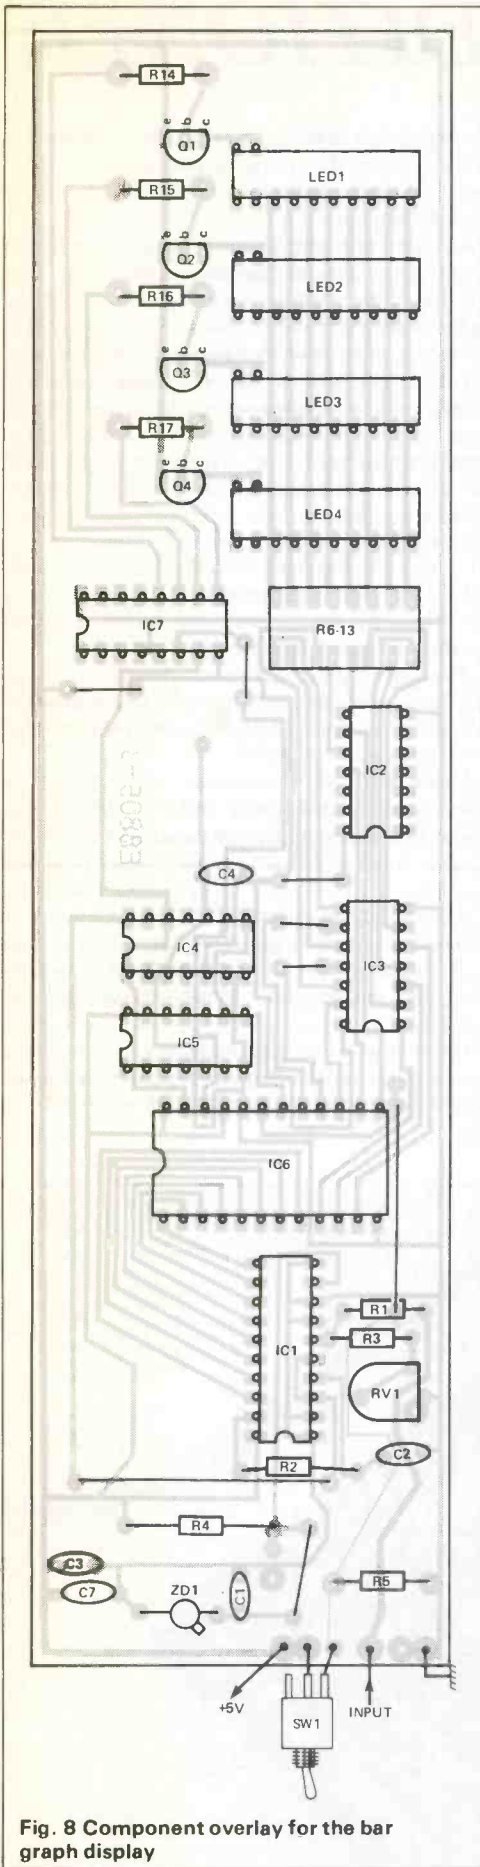 R14
e b c
Q1
LED1
R15
e b c
Q2
LED2
R16
e b c
Q3
LED3
R17
e b c
Q4
LED4
IC7
R6-13
IC2
E8806-3
C4
IC4
IC3
IC5
IC6
R1
IC1
R3
RV1
C2
R2
R4
C3
C7
ZD1
C1
R5
+5V
SW1
INPUT
Fig. 8 Component overlay for the bar
graph display